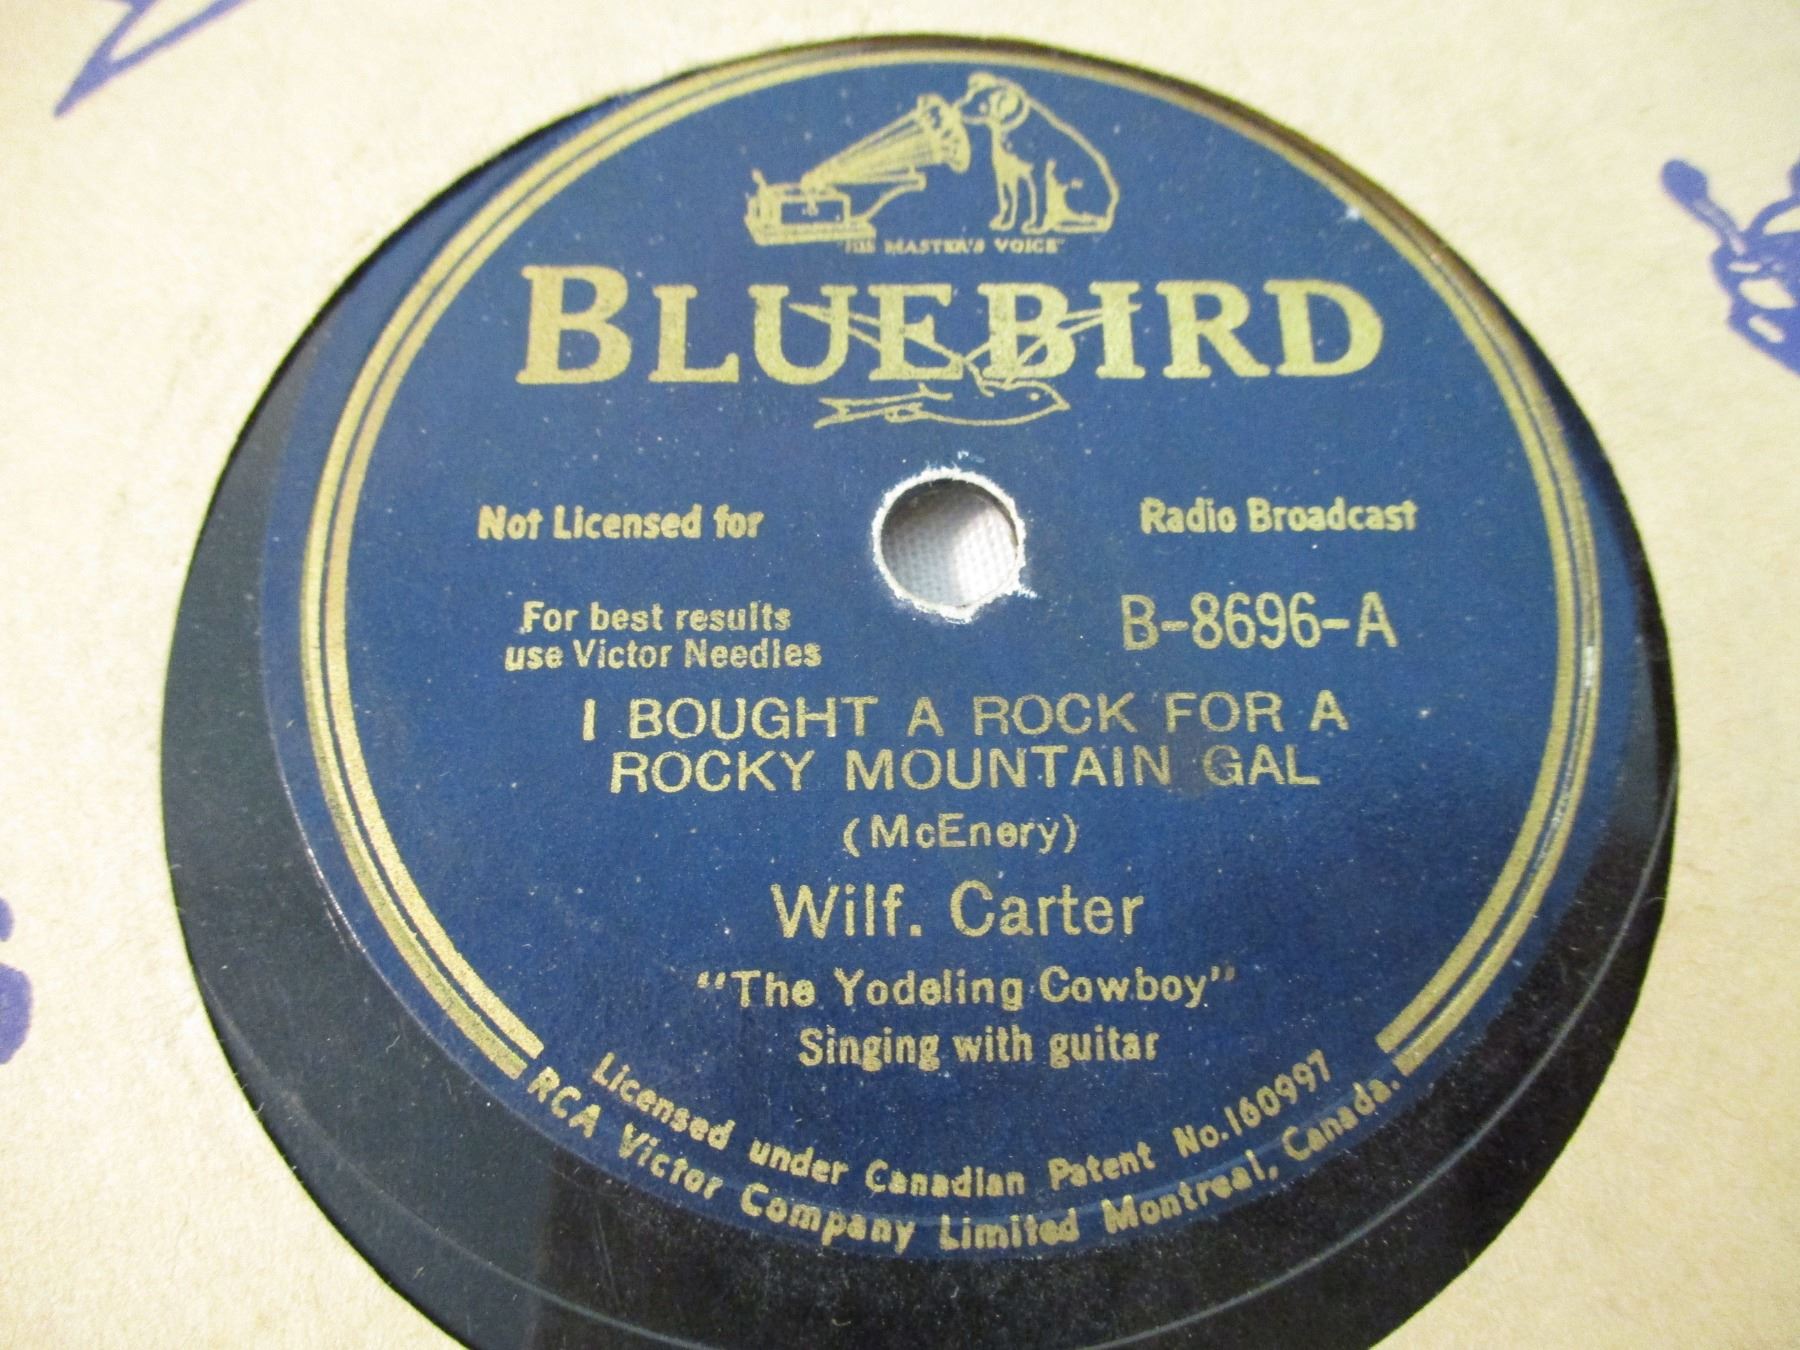 "HIS MASTER'S VOICE"
BLUEBIRD
Not Licensed for Radio Broadcast
For best results
use Victor Needles
B-8696-A
I BOUGHT A ROCK FOR A
ROCKY MOUNTAIN GAL
(McEnery)
Wilf. Carter
"The Yodeling Cowboy"
Singing with guitar
Licensed under Canadian Patent No. 160997
RCA Victor Company Limited Montreal, Canada.